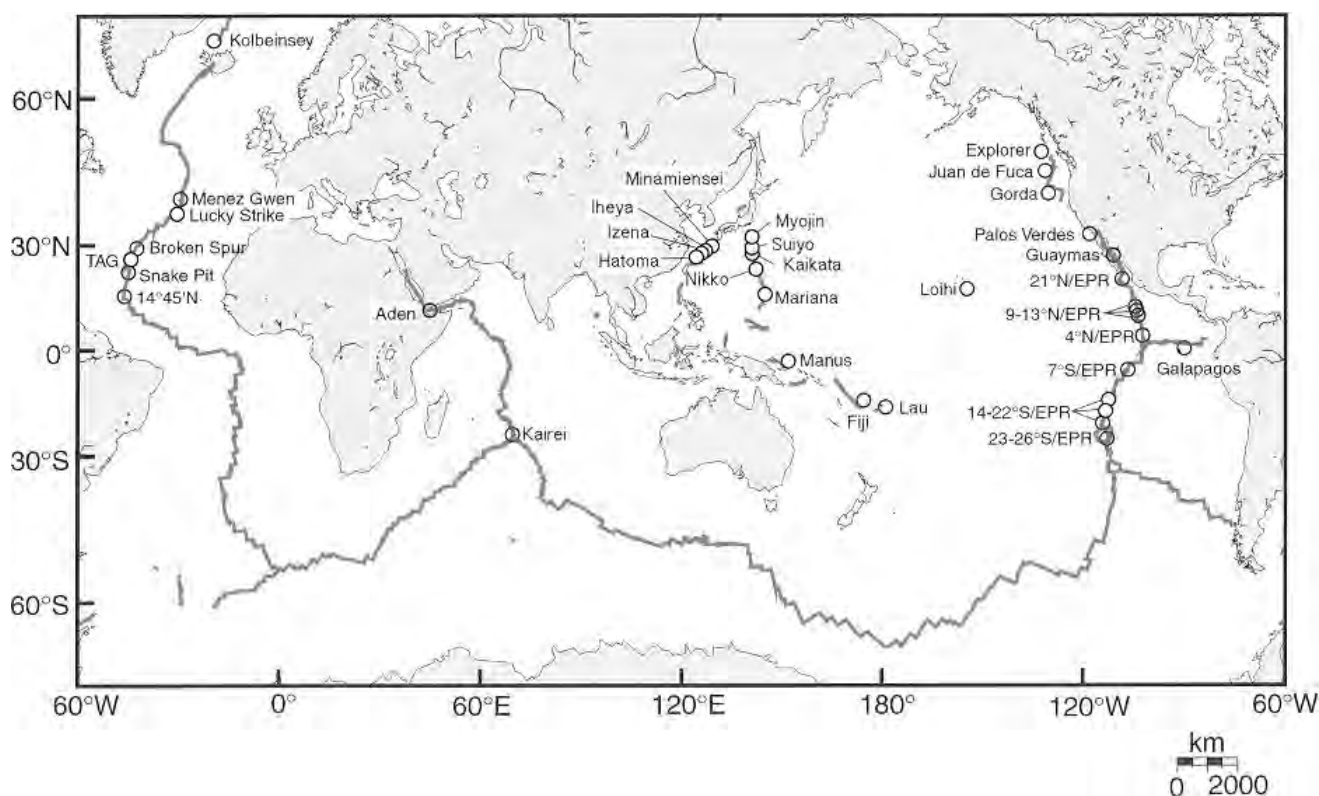 Kolbeinsey
60°N
Explorer
Juan de Fuca
Minamiensei
Gorda
Menez Gwen
Iheya
Lucky Strike
Myojin
Izena
Palos Verdes
30°N
Broken Spur
Suiyo
Guaymas
TAG
Hatoma
Kaikata
Snake Pit
Nikko
21°N/EPR
Loihi
14°45'N
Mariana
Aden
9-13°N/EPR
4°N/EPR
0°
Manus
7°S/EPR
Galapagos
Lau
14-22°S/EPR
Fiji
Kairei
23-26°S/EPR
30°S
60°S
60°W
0°
60°E
120°E
180°
120°W
60°W
km
0 2000